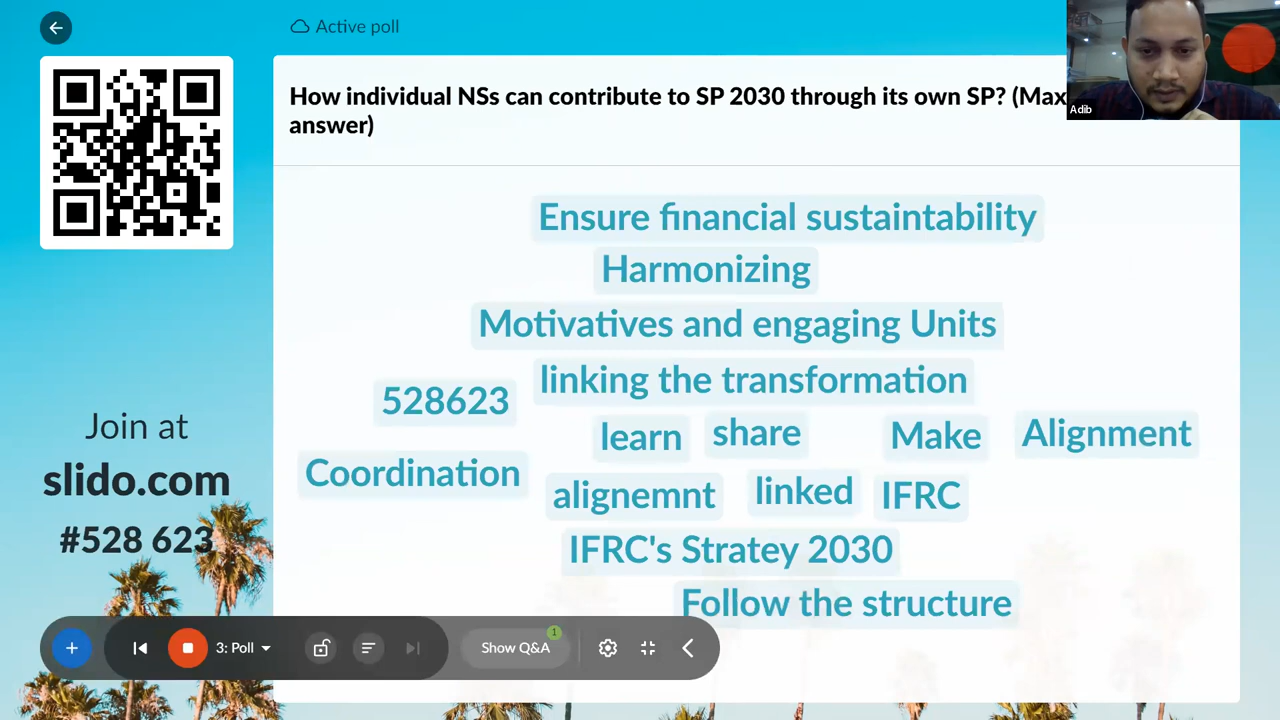 Active poll
How individual NSs can contribute to SP 2030 through its own SP? (Max
answer)
Adib
Ensure financial sustaintability
Harmonizing
Motivatives and engaging Units
linking the transformation
528623
learn
share
Make
Alignment
Coordination
alignemnt
linked
IFRC
IFRC's Stratey 2030
Follow the structure
Join at
slido.com
#528 623
3: Poll
Show Q&A
1